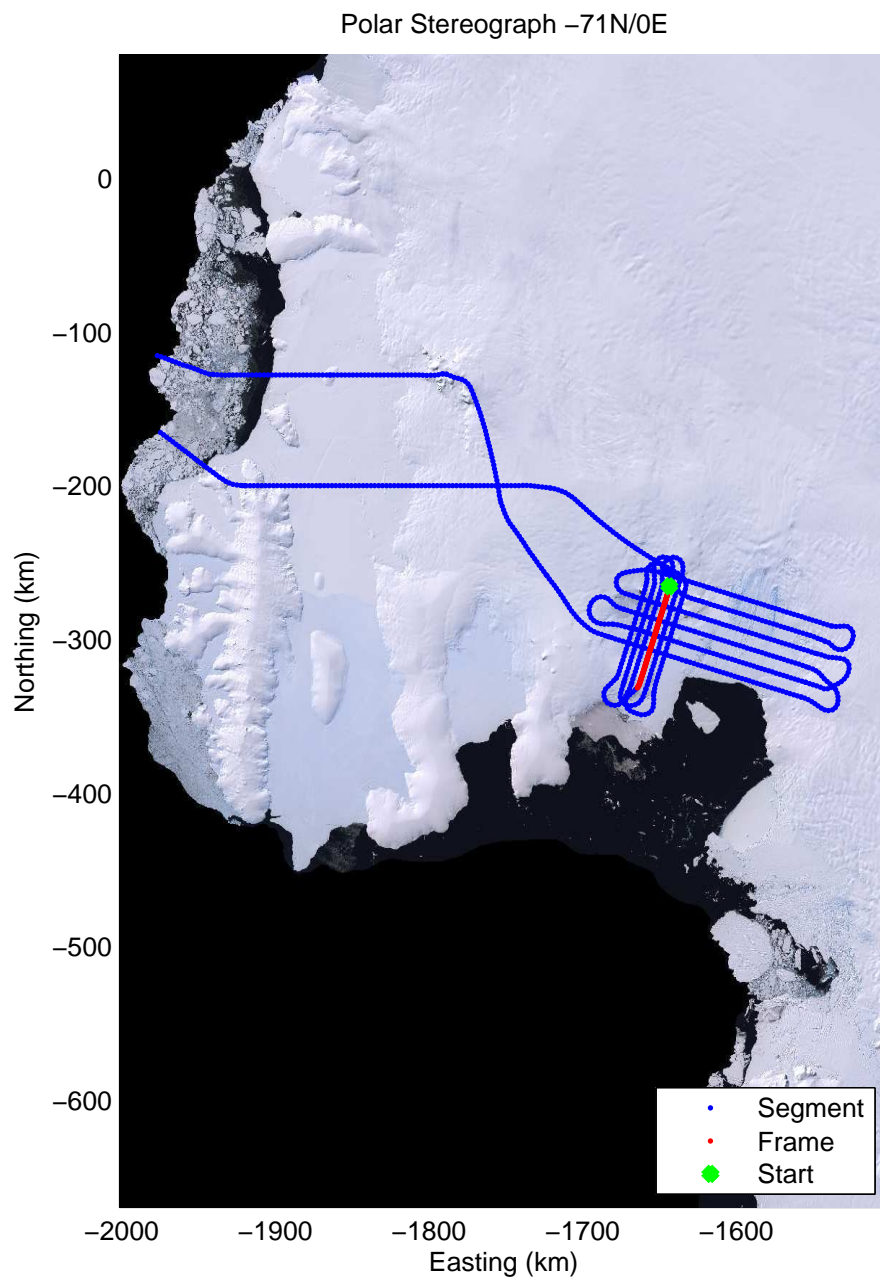 Polar Stereograph −71N/0E
0
−100
−200
−300
−400
−500
−600
Northing (km)
Segment
Frame
Start
−2000 −1900 −1800 −1700 −1600
Easting (km)